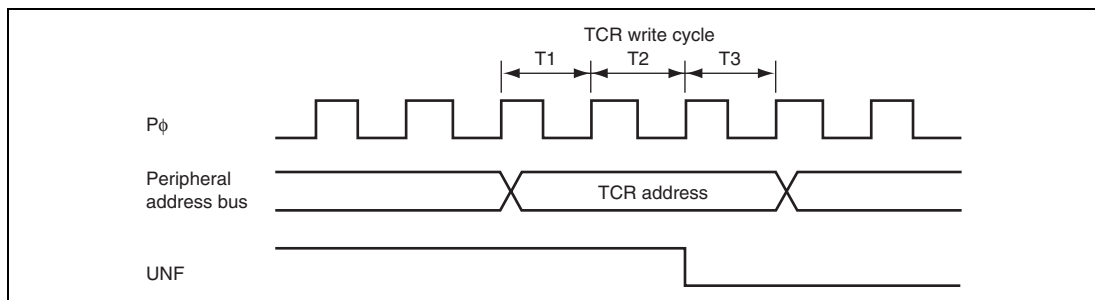 TCR write cycle
T1 T2 T3
Pϕ
Peripheral
address bus
TCR address
UNF